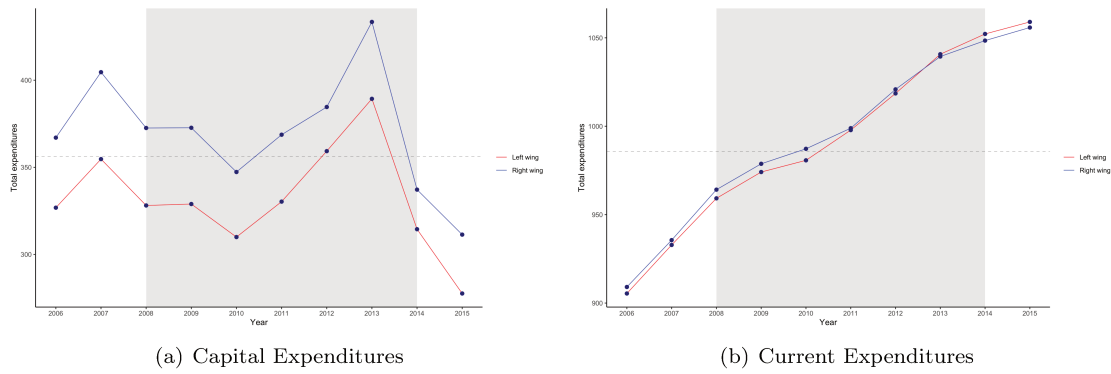 Total expenditures
400
350
300
2006 2007 2008 2009 2010 2011 2012 2013 2014 2015
Year
Left wing
Right wing
(a) Capital Expenditures
Total expenditures
1050
1000
950
900
2006 2007 2008 2009 2010 2011 2012 2013 2014 2015
Year
Left wing
Right wing
(b) Current Expenditures